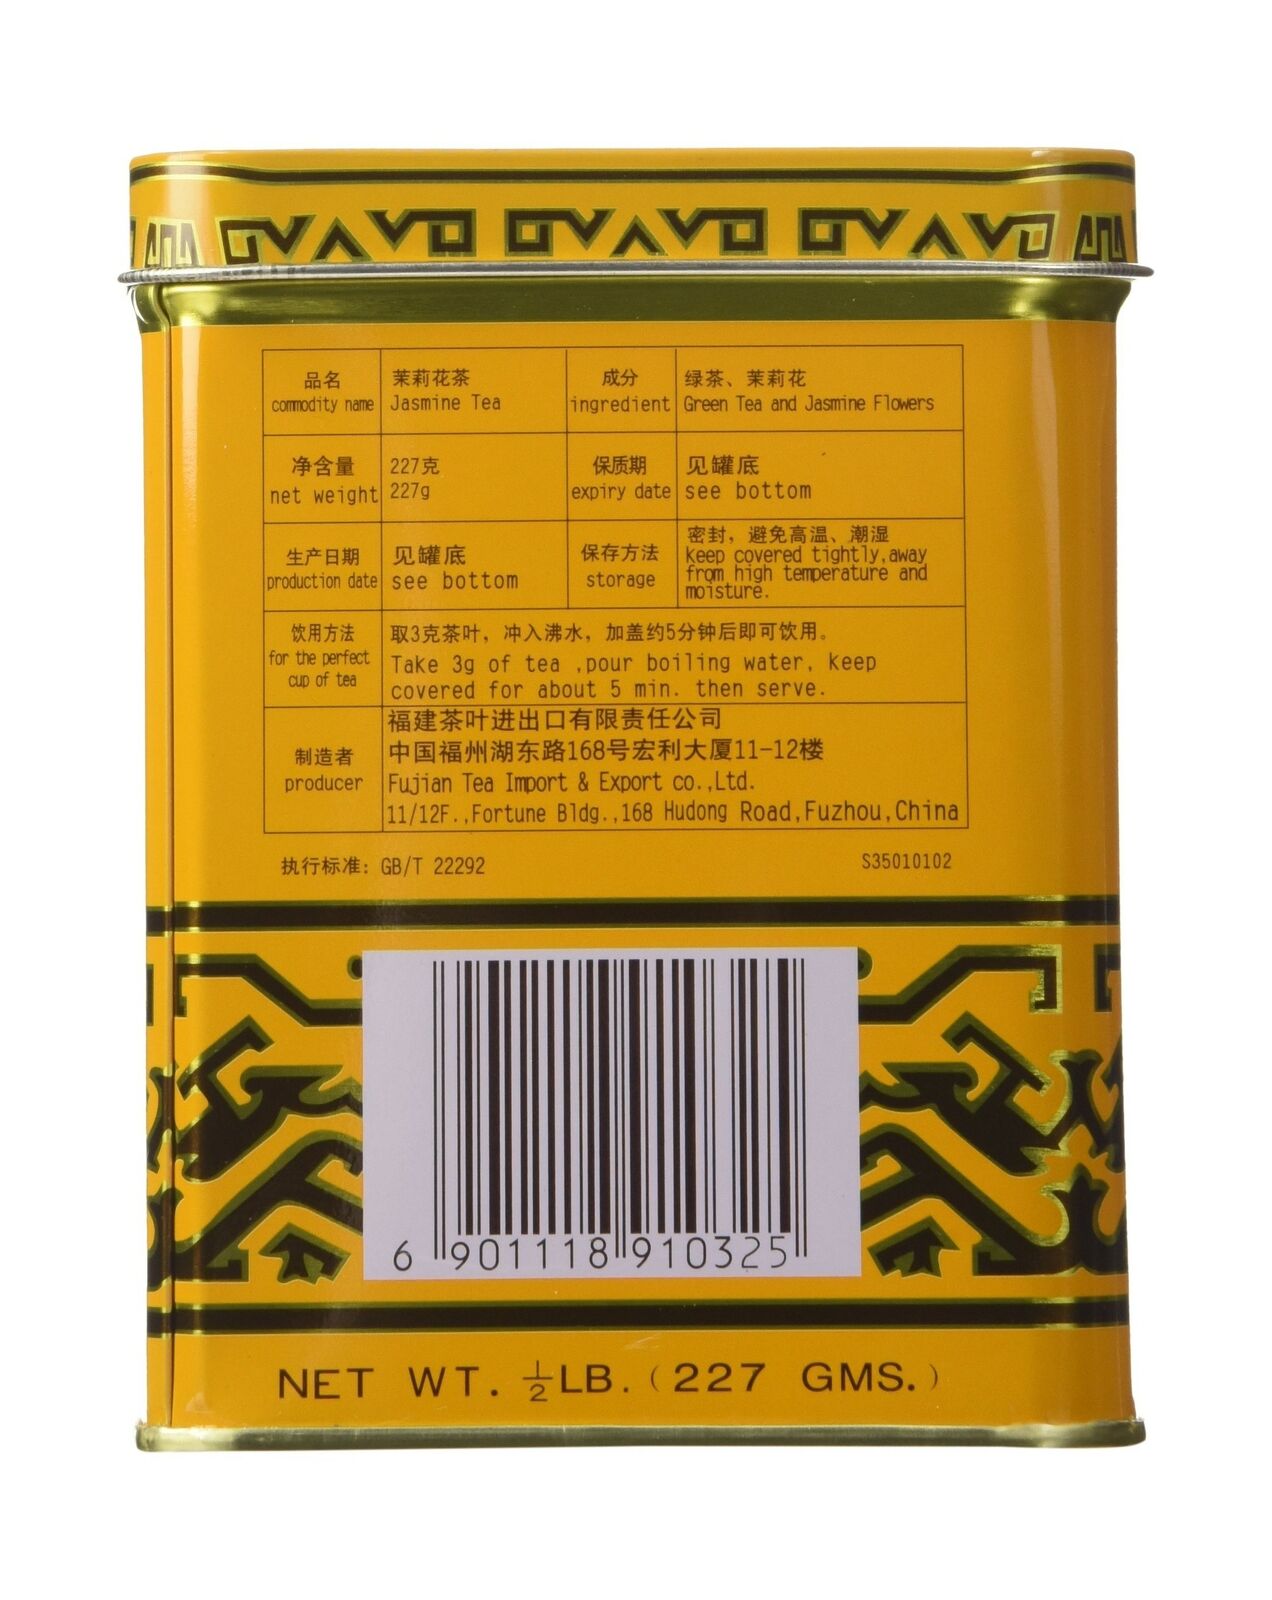 品名
commodity name
茉莉花茶
Jasmine Tea
成分
ingredient
绿茶、茉莉花
Green Tea and Jasmine Flowers
净含量
net weight
227克
227g
保质期
expiry date
见罐底
see bottom
生产日期
production date
见罐底
see bottom
保存方法
storage
密封，避免高温、潮湿
keep covered tightly,away
from high temperature and
moisture.
饮用方法
for the perfect
cup of tea
取3克茶叶，冲入沸水，加盖约5分钟后即可饮用。
Take 3g of tea ,pour boiling water, keep
covered for about 5 min. then serve.
制造者
producer
福建茶叶进出口有限责任公司
中国福州湖东路168号宏利大厦11-12楼
Fujian Tea Import & Export co.,Ltd.
11/12F.,Fortune Bldg.,168 Hudong Road,Fuzhou,China
执行标准: GB/T 22292
S35010102
6 901118 910325
NET WT. ½LB. (227 GMS.)